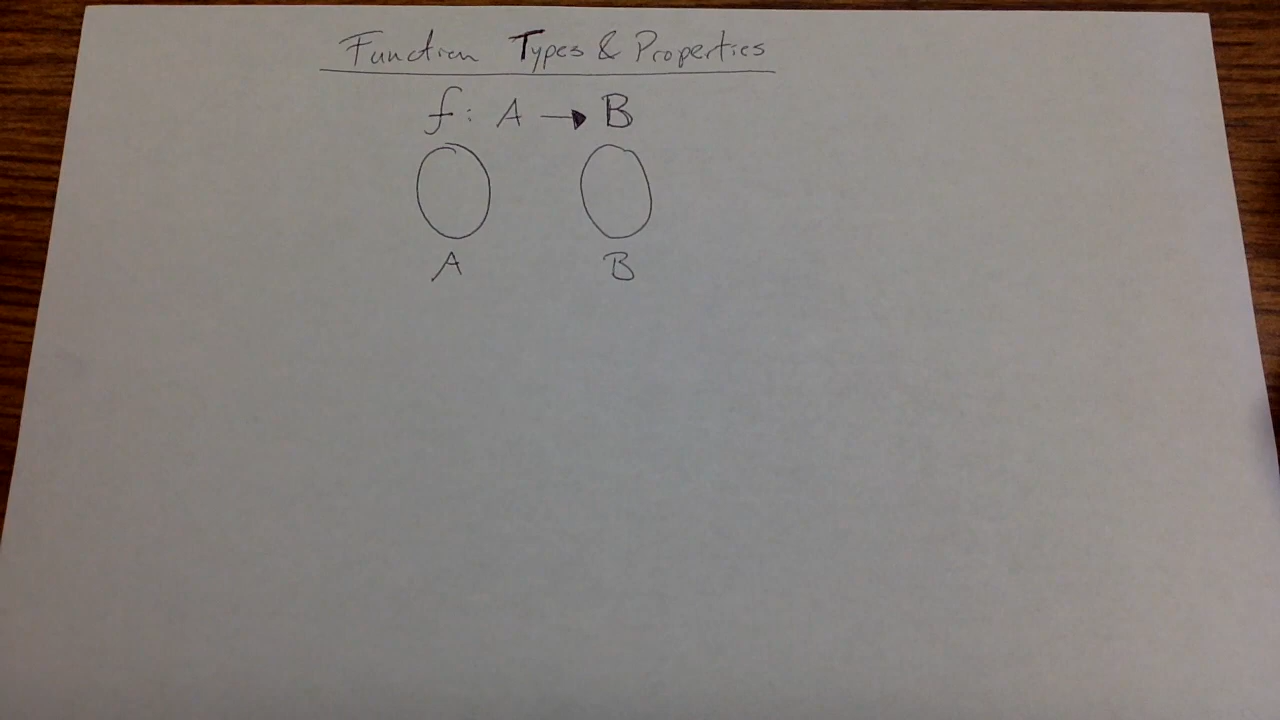 Function Types & Properties
f: A → B
A B